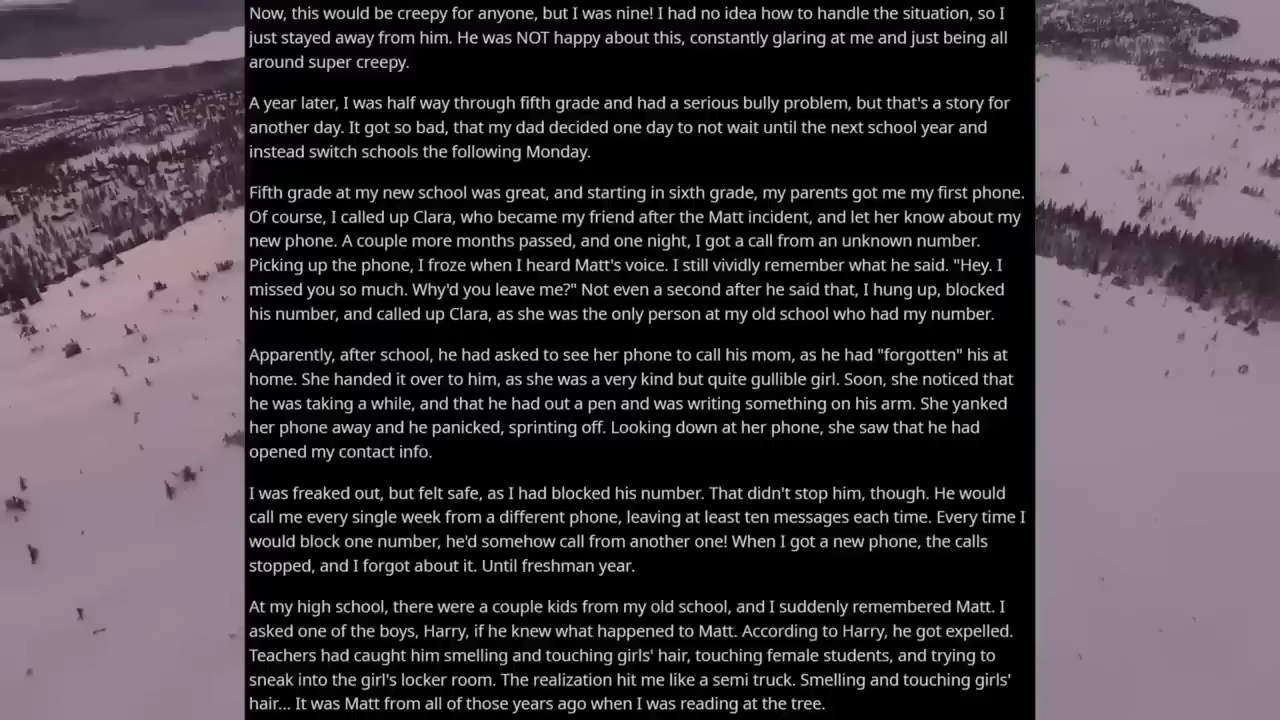 Now, this would be creepy for anyone, but I was nine! I had no idea how to handle the situation, so I
just stayed away from him. He was NOT happy about this, constantly glaring at me and just being all
around super creepy.
A year later, I was half way through fifth grade and had a serious bully problem, but that's a story for
another day. It got so bad, that my dad decided one day to not wait until the next school year and
instead switch schools the following Monday.
Fifth grade at my new school was great, and starting in sixth grade, my parents got me my first phone.
Of course, I called up Clara, who became my friend after the Matt incident, and let her know about my
new phone. A couple more months passed, and one night, I got a call from an unknown number.
Picking up the phone, I froze when I heard Matt's voice. I still vividly remember what he said. "Hey. I
missed you so much. Why'd you leave me?" Not even a second after he said that, I hung up, blocked
his number, and called up Clara, as she was the only person at my old school who had my number.
Apparently, after school, he had asked to see her phone to call his mom, as he had "forgotten" his at
home. She handed it over to him, as she was a very kind but quite gullible girl. Soon, she noticed that
he was taking a while, and that he had out a pen and was writing something on his arm. She yanked
her phone away and he panicked, sprinting off. Looking down at her phone, she saw that he had
opened my contact info.
I was freaked out, but felt safe, as I had blocked his number. That didn't stop him, though. He would
call me every single week from a different phone, leaving at least ten messages each time. Every time I
would block one number, he'd somehow call from another one! When I got a new phone, the calls
stopped, and I forgot about it. Until freshman year.
At my high school, there were a couple kids from my old school, and I suddenly remembered Matt. I
asked one of the boys, Harry, if he knew what happened to Matt. According to Harry, he got expelled.
Teachers had caught him smelling and touching girls' hair, touching female students, and trying to
sneak into the girl's locker room. The realization hit me like a semi truck. Smelling and touching girls'
hair... It was Matt from all of those years ago when I was reading at the tree.